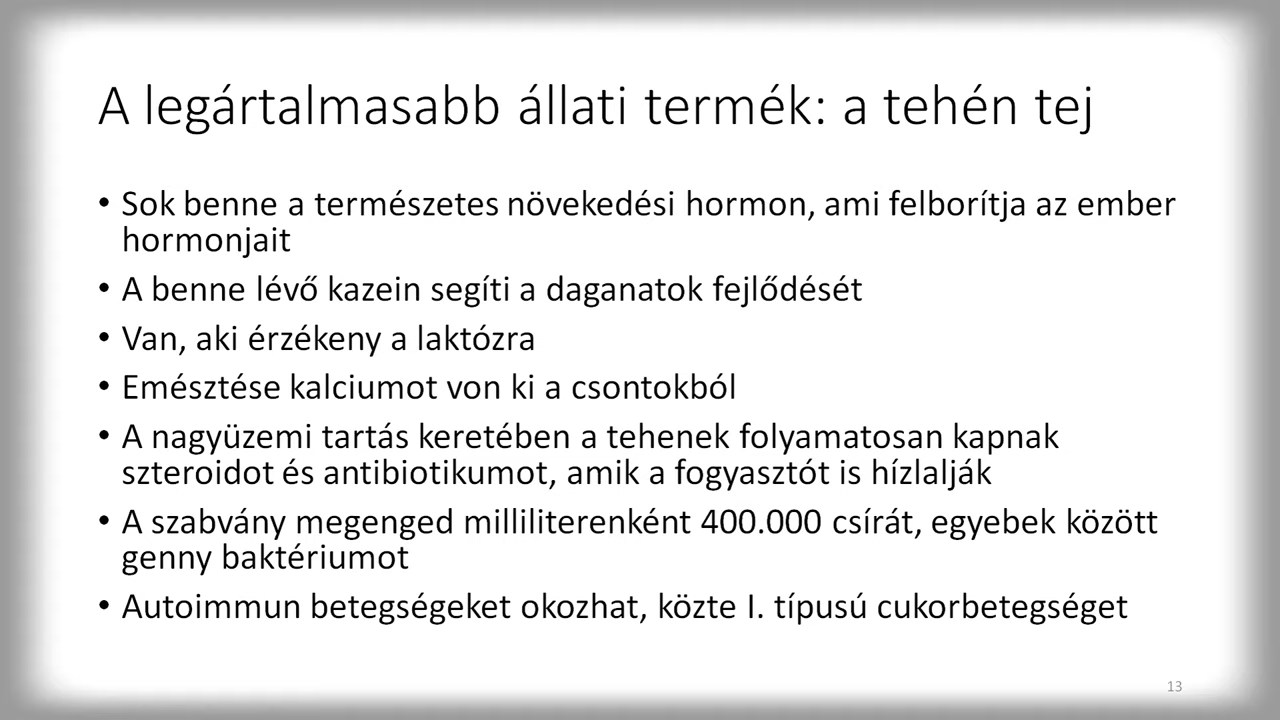 A legártalmasabb állati termék: a tehén tej
• Sok benne a természetes növekedési hormon, ami felborítja az ember
hormonjait
• A benne lévő kazein segíti a daganatok fejlődését
• Van, aki érzékeny a laktózra
• Emésztése kalciumot von ki a csontokból
• A nagyüzemi tartás keretében a tehenek folyamatosan kapnak
szteroidot és antibiotikumot, amik a fogyasztót is hízlalják
• A szabvány megenged milliliterenként 400.000 csírát, egyebek között
genny baktériumot
• Autoimmun betegségeket okozhat, közte I. típusú cukorbetegséget
13